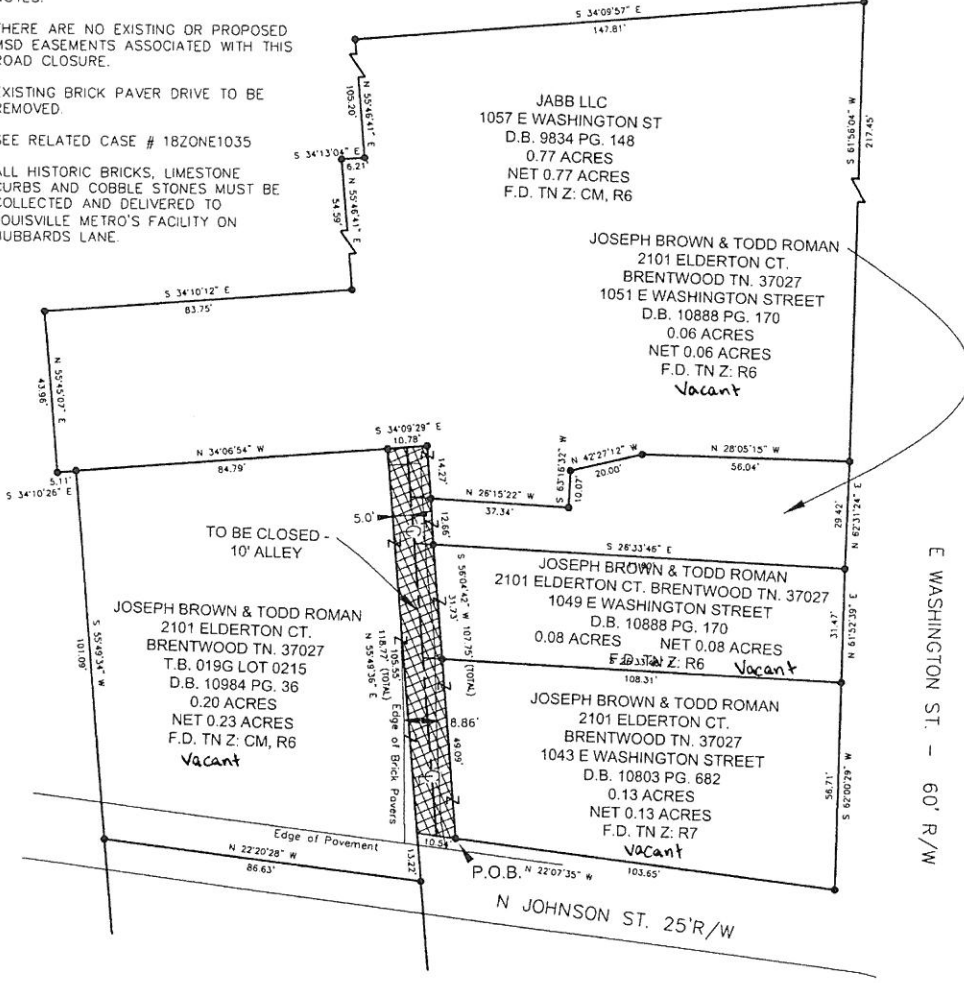 NOTES:
THERE ARE NO EXISTING OR PROPOSED
MSD EASEMENTS ASSOCIATED WITH THIS
ROAD CLOSURE.
EXISTING BRICK PAVER DRIVE TO BE
REMOVED.
SEE RELATED CASE # 18ZONE1035
ALL HISTORIC BRICKS, LIMESTONE
CURBS AND COBBLE STONES MUST BE
COLLECTED AND DELIVERED TO
LOUISVILLE METRO'S FACILITY ON
HUBBARDS LANE.
S 34°09'57" E
147.81'
N 55°46'41" E
105.20'
S 34°13'04" E
6.21'
N 55°46'41" E
54.59'
S 61°56'04" W
217.45'
JABB LLC
1057 E WASHINGTON ST
D.B. 9834 PG. 148
0.77 ACRES
NET 0.77 ACRES
F.D. TN Z: CM, R6
JOSEPH BROWN & TODD ROMAN
2101 ELDERTON CT.
BRENTWOOD TN. 37027
1051 E WASHINGTON STREET
D.B. 10888 PG. 170
0.06 ACRES
NET 0.06 ACRES
F.D. TN Z: R6
Vacant
S 34°10'12" E
83.75'
N 55°45'07" E
43.96'
5.11'
S 34°10'26" E
N 34°06'54" W
84.79'
S 34°09'29" E
10.78'
14.27'
N 26°15'22" W
37.34'
S 63°16'32" W
10.07'
N 42°27'12" W
20.00'
N 28°05'15" W
56.04'
29.42'
N 62°31'24" E
5.0'
12.66'
TO BE CLOSED -
10' ALLEY
S 26°33'46" E
JOSEPH BROWN & TODD ROMAN
2101 ELDERTON CT. BRENTWOOD TN. 37027
1049 E WASHINGTON STREET
D.B. 10888 PG. 170
0.08 ACRES NET 0.08 ACRES
F.D. TN Z: R6 Vacant
108.31'
31.47'
N 61°52'59" E
S 56°04'42" W 107.75' (TOTAL)
31.73'
JOSEPH BROWN & TODD ROMAN
2101 ELDERTON CT.
BRENTWOOD TN. 37027
T.B. 019G LOT 0215
D.B. 10984 PG. 36
0.20 ACRES
NET 0.23 ACRES
F.D. TN Z: CM, R6
Vacant
S 55°49'34" W
101.09'
105.55'
118.77' (TOTAL)
N 55°49'36" E
Edge of Brick Pavers
8.86'
49.09'
JOSEPH BROWN & TODD ROMAN
2101 ELDERTON CT.
BRENTWOOD TN. 37027
1043 E WASHINGTON STREET
D.B. 10803 PG. 682
0.13 ACRES
NET 0.13 ACRES
F.D. TN Z: R7
Vacant
56.71'
S 62°00'29" W
E WASHINGTON ST. - 60' R/W
Edge of Pavement
N 22°20'28" W
86.63'
13.22'
10.54'
P.O.B.
N 22°07'35" W
103.65'
N JOHNSON ST. 25'R/W